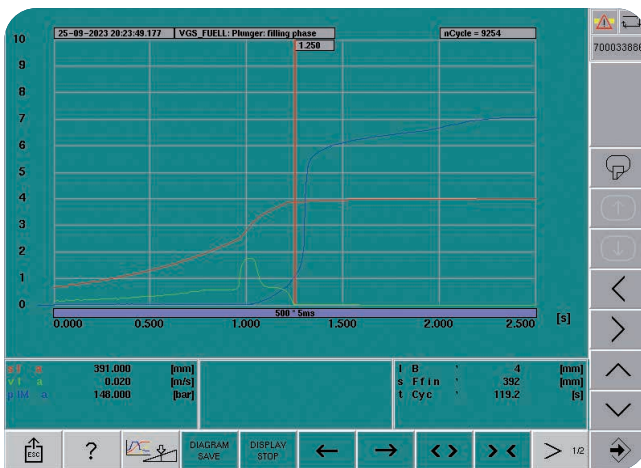 25-09-2023 20:23:49.177 VGS_FUELL: Plunger: filling phase nCycle = 9254
1.250
700033886
10
9
8
7
6
5
4
3
2
1
0
500 * 5ms
0.000 0.500 1.000 1.500 2.000 2.500 [s]
391.000 [mm]
0.020 [m/s]
148.000 [bar]
l B 4 [mm]
s Ffin 392 [mm]
t Cyc 119.2 [s]
ESC
?
DIAGRAM SAVE
DISPLAY STOP
1/2